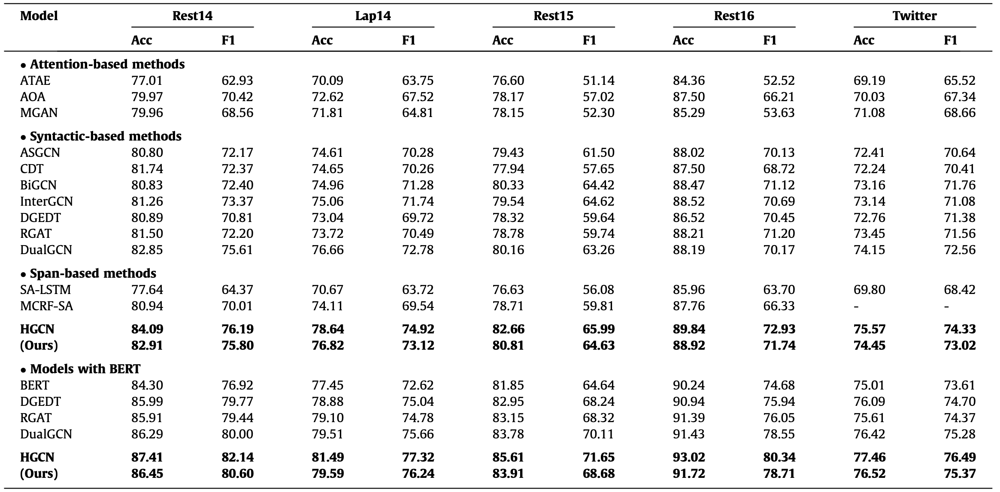 Model Rest14 Lap14 Rest15 Rest16 Twitter
Acc F1 Acc F1 Acc F1 Acc F1 Acc F1
• Attention-based methods
ATAE 77.01 62.93 70.09 63.75 76.60 51.14 84.36 52.52 69.19 65.52
AOA 79.97 70.42 72.62 67.52 78.17 57.02 87.50 66.21 70.03 67.34
MGAN 79.96 68.56 71.81 64.81 78.15 52.30 85.29 53.63 71.08 68.66
• Syntactic-based methods
ASGCN 80.80 72.17 74.61 70.28 79.43 61.50 88.02 70.13 72.41 70.64
CDT 81.74 72.37 74.65 70.26 77.94 57.65 87.50 68.72 72.24 70.41
BiGCN 80.83 72.40 74.96 71.28 80.33 64.42 88.47 71.12 73.16 71.76
InterGCN 81.26 73.37 75.06 71.74 79.54 64.62 88.52 70.69 73.14 71.08
DGEDT 80.89 70.81 73.04 69.72 78.32 59.64 86.52 70.45 72.76 71.38
RGAT 81.50 72.20 73.72 70.49 78.78 59.74 88.21 71.20 73.45 71.56
DualGCN 82.85 75.61 76.66 72.78 80.16 63.26 88.19 70.17 74.15 72.56
• Span-based methods
SA-LSTM 77.64 64.37 70.67 63.72 76.63 56.08 85.96 63.70 69.80 68.42
MCRF-SA 80.94 70.01 74.11 69.54 78.71 59.81 87.76 66.33 - -
HGCN 84.09 76.19 78.64 74.92 82.66 65.99 89.84 72.93 75.57 74.33
(Ours) 82.91 75.80 76.82 73.12 80.81 64.63 88.92 71.74 74.45 73.02
• Models with BERT
BERT 84.30 76.92 77.45 72.62 81.85 64.64 90.24 74.68 75.01 73.61
DGEDT 85.99 79.77 78.88 75.04 82.95 68.24 90.94 75.94 76.09 74.70
RGAT 85.91 79.44 79.10 74.78 83.15 68.32 91.39 76.05 75.61 74.37
DualGCN 86.29 80.00 79.51 75.66 83.78 70.11 91.43 78.55 76.42 75.28
HGCN 87.41 82.14 81.49 77.32 85.61 71.65 93.02 80.34 77.46 76.49
(Ours) 86.45 80.60 79.59 76.24 83.91 68.68 91.72 78.71 76.52 75.37